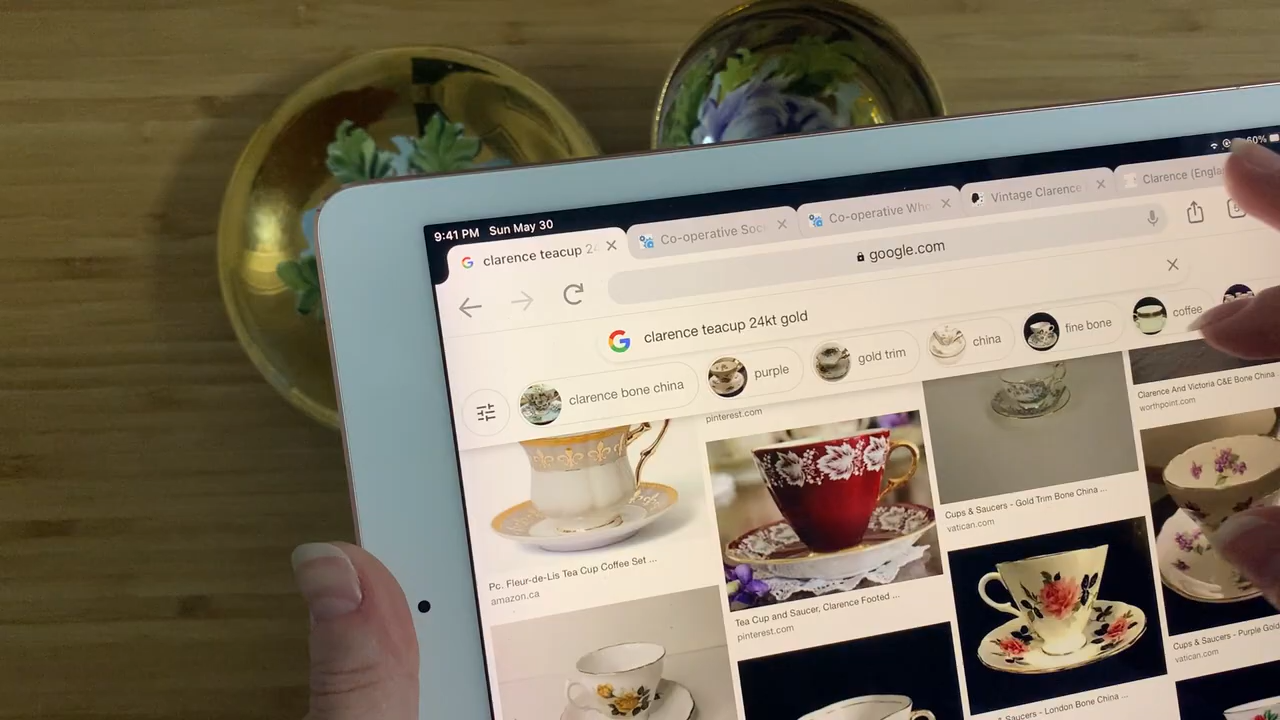 9:41 PM Sun May 30
60%
clarence teacup 2
Co-operative Soc
Co-operative Who
Vintage Clarence
Clarence (Engla
google.com
clarence teacup 24kt gold
clarence bone china
purple
gold trim
china
fine bone
coffee
pinterest.com
Clarence And Victoria C&E Bone China ...
worthpoint.com
Cups & Saucers - Gold Trim Bone China ...
vatican.com
Pc. Fleur-de-Lis Tea Cup Coffee Set ...
amazon.ca
Tea Cup and Saucer, Clarence Footed ...
pinterest.com
Cups & Saucers - Purple Gold
vatican.com
& Saucers - London Bone China ...